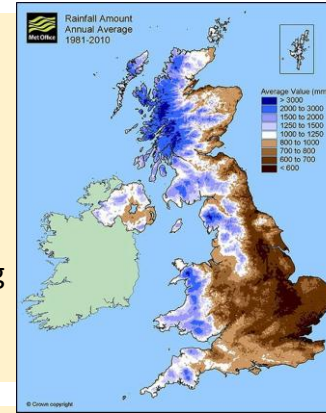 Met Office
Rainfall Amount
Annual Average
1981-2010
Average Value (mm)
> 3000
2000 to 3000
1500 to 2000
1250 to 1500
1000 to 1250
800 to 1000
700 to 800
600 to 700
< 600
g
© Crown copyright